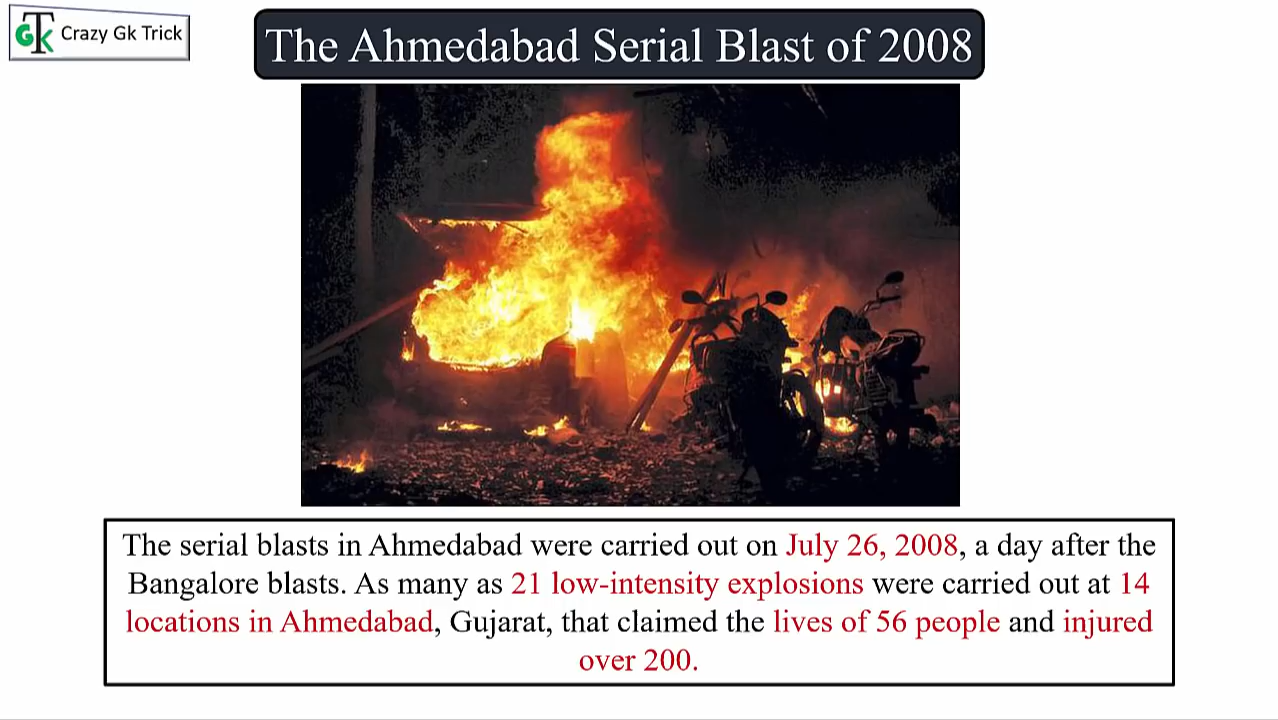 GTK Crazy Gk Trick
The Ahmedabad Serial Blast of 2008
The serial blasts in Ahmedabad were carried out on July 26, 2008, a day after the
Bangalore blasts. As many as 21 low-intensity explosions were carried out at 14
locations in Ahmedabad, Gujarat, that claimed the lives of 56 people and injured
over 200.